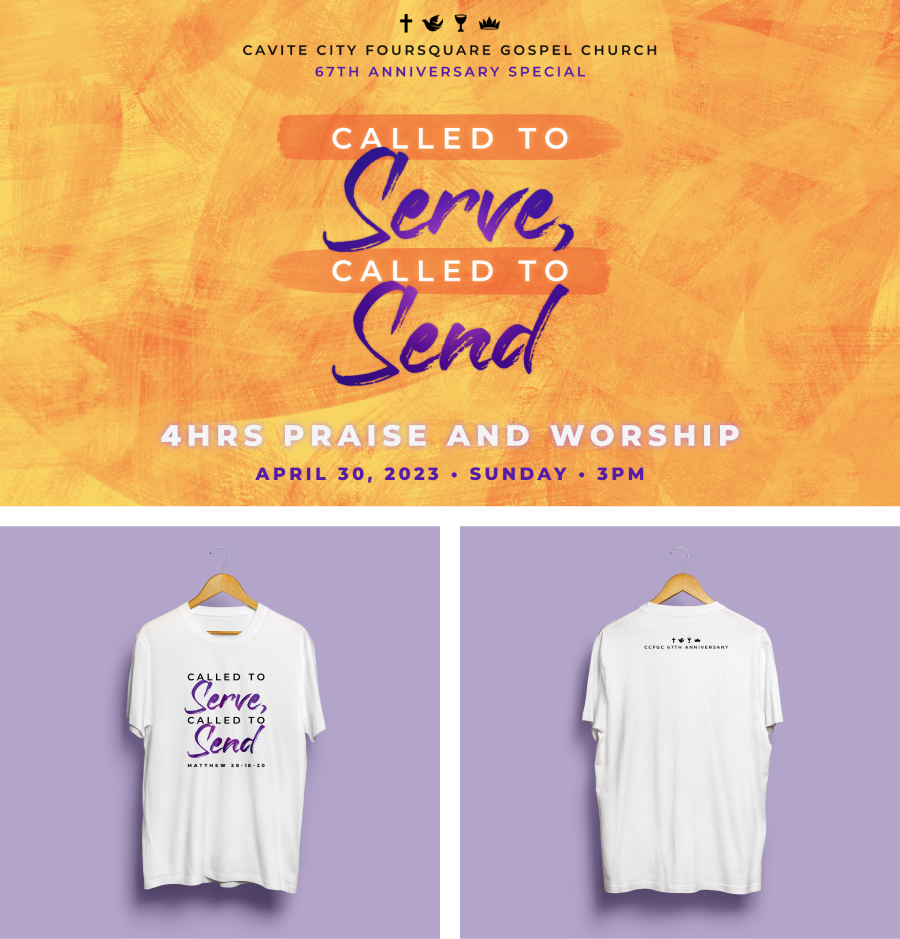 CAVITE CITY FOURSQUARE GOSPEL CHURCH
67TH ANNIVERSARY SPECIAL
CALLED TO
Serve,
CALLED TO
Send
4HRS PRAISE AND WORSHIP
APRIL 30, 2023 • SUNDAY • 3PM
CALLED TO
Serve,
CALLED TO
Send
MATTHEW 28-18-20
CCFGC 67TH ANNIVERSARY